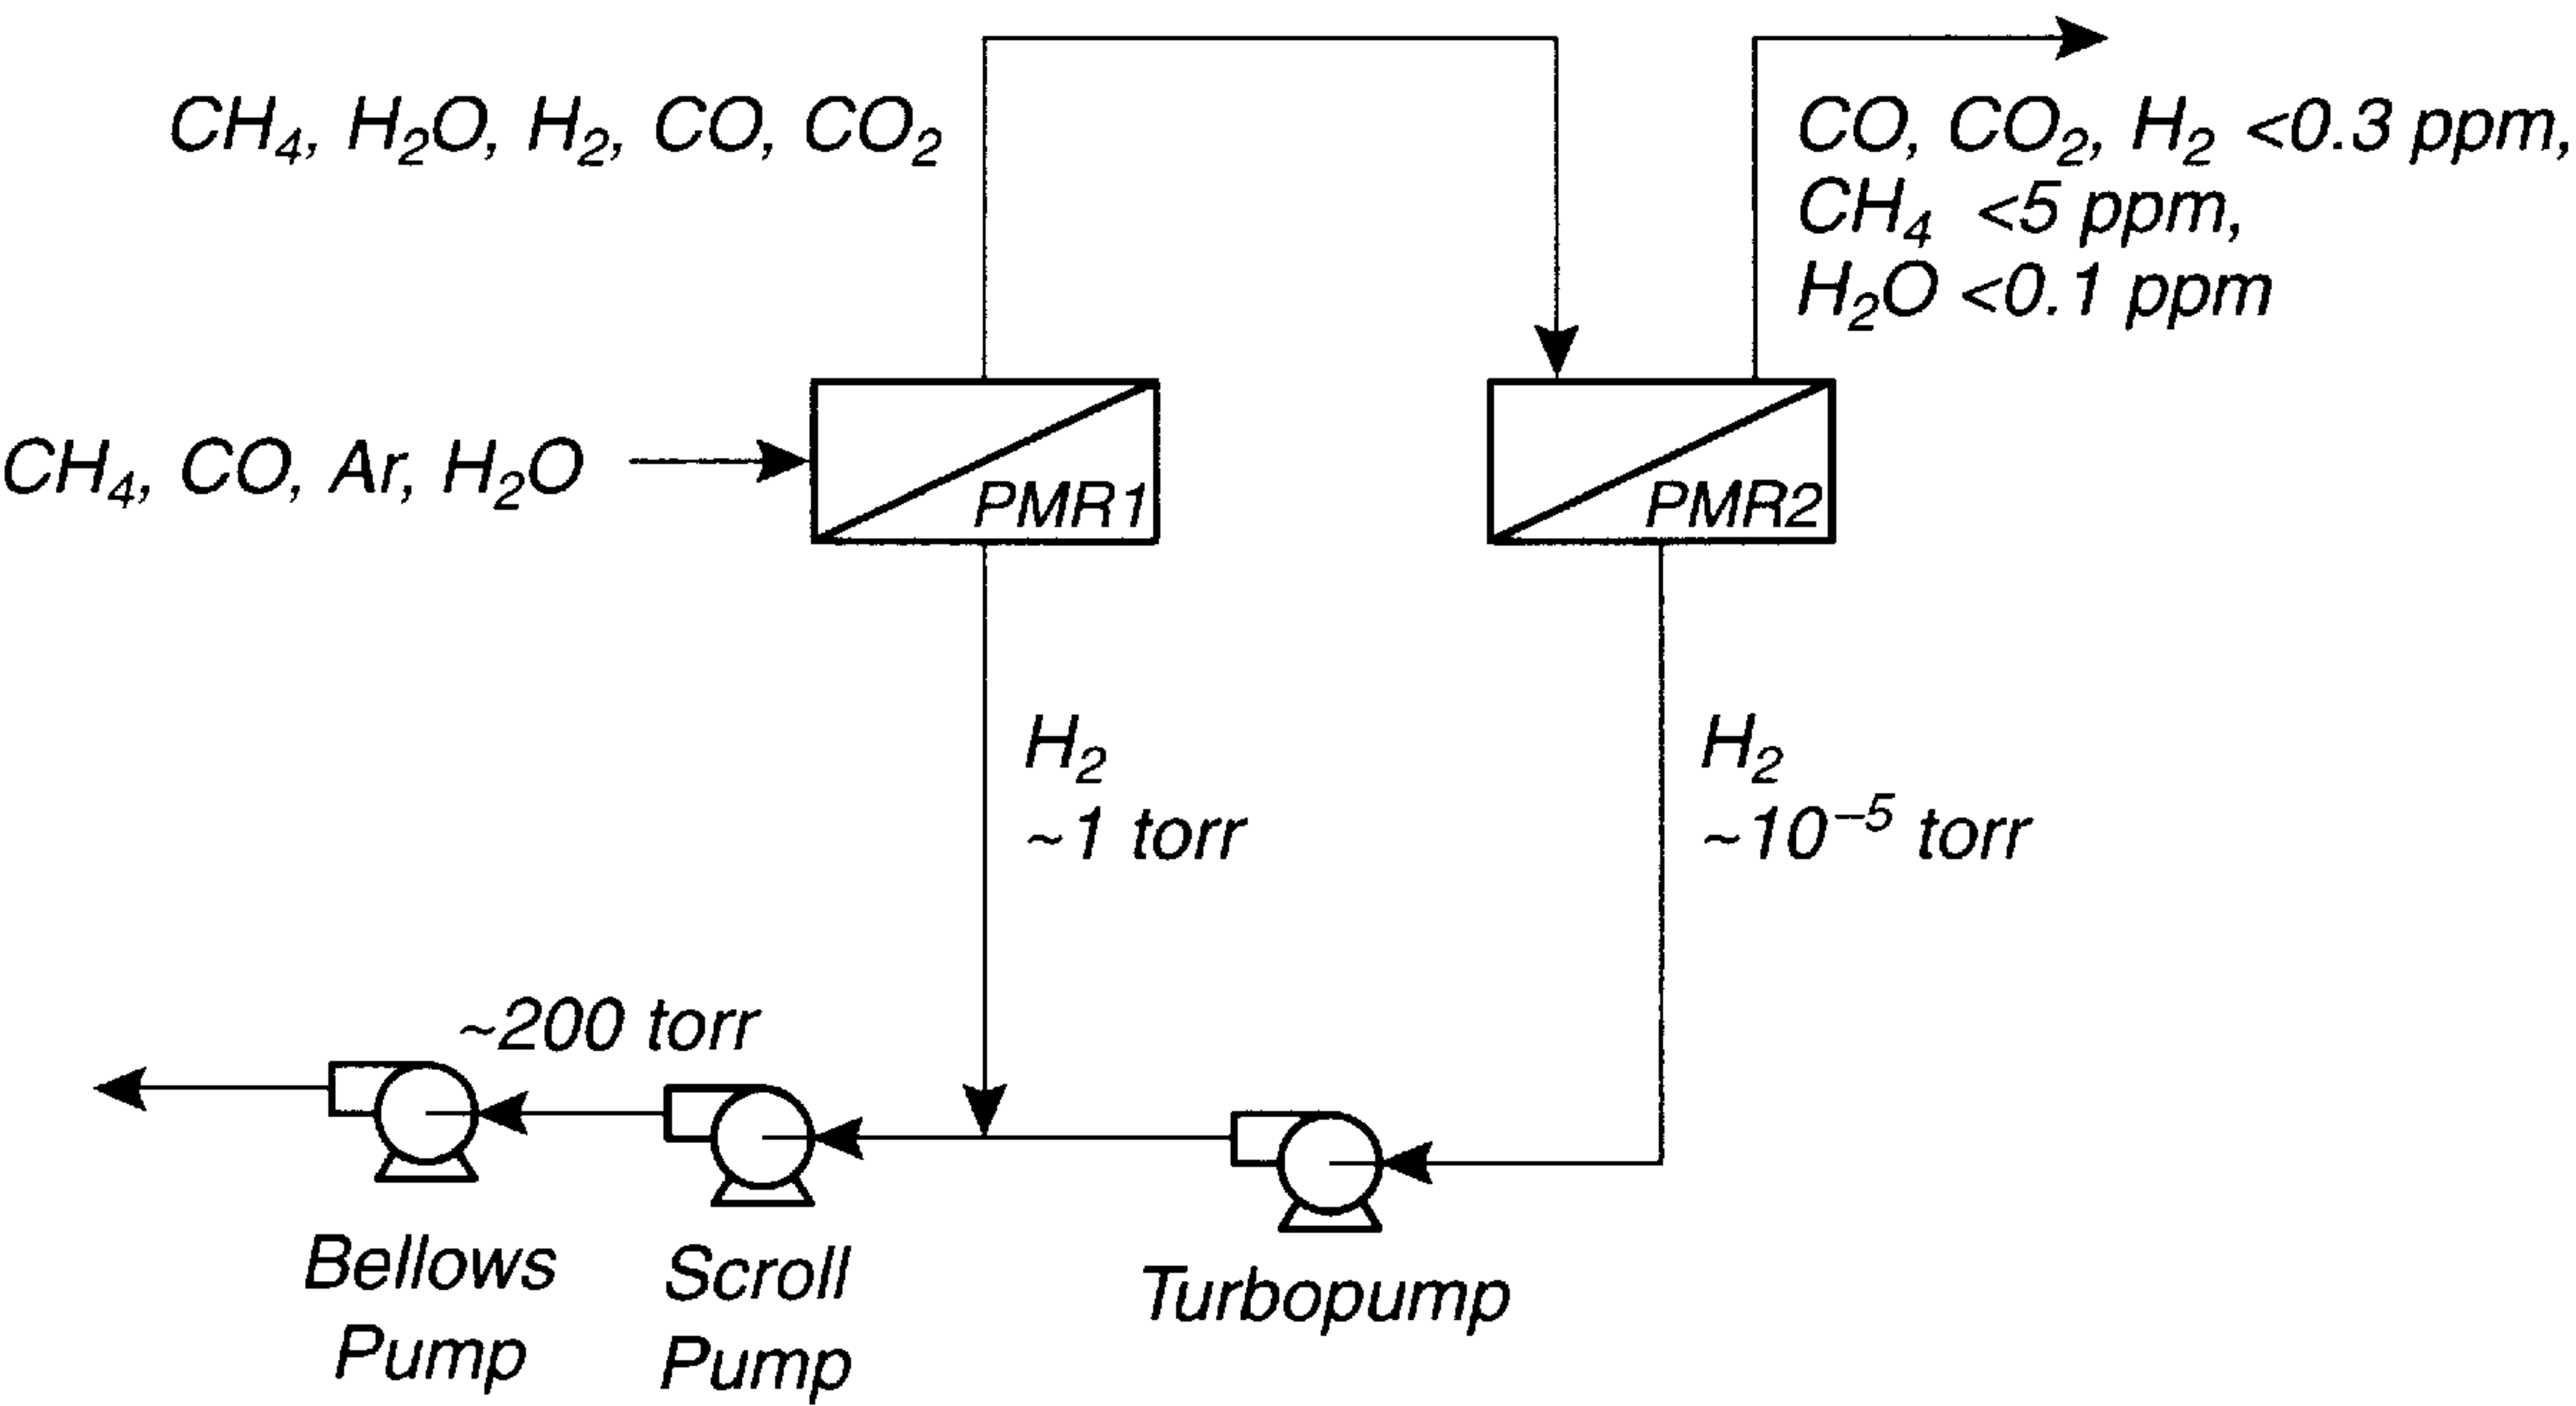 CH₄, H₂O, H₂, CO, CO₂
CO, CO₂, H₂ <0.3 ppm,
CH₄ <5 ppm,
H₂O <0.1 ppm
CH₄, CO, Ar, H₂O
PMR1
PMR2
H₂
~1 torr
H₂
~10⁻⁵ torr
~200 torr
Bellows
Pump
Scroll
Pump
Turbopump